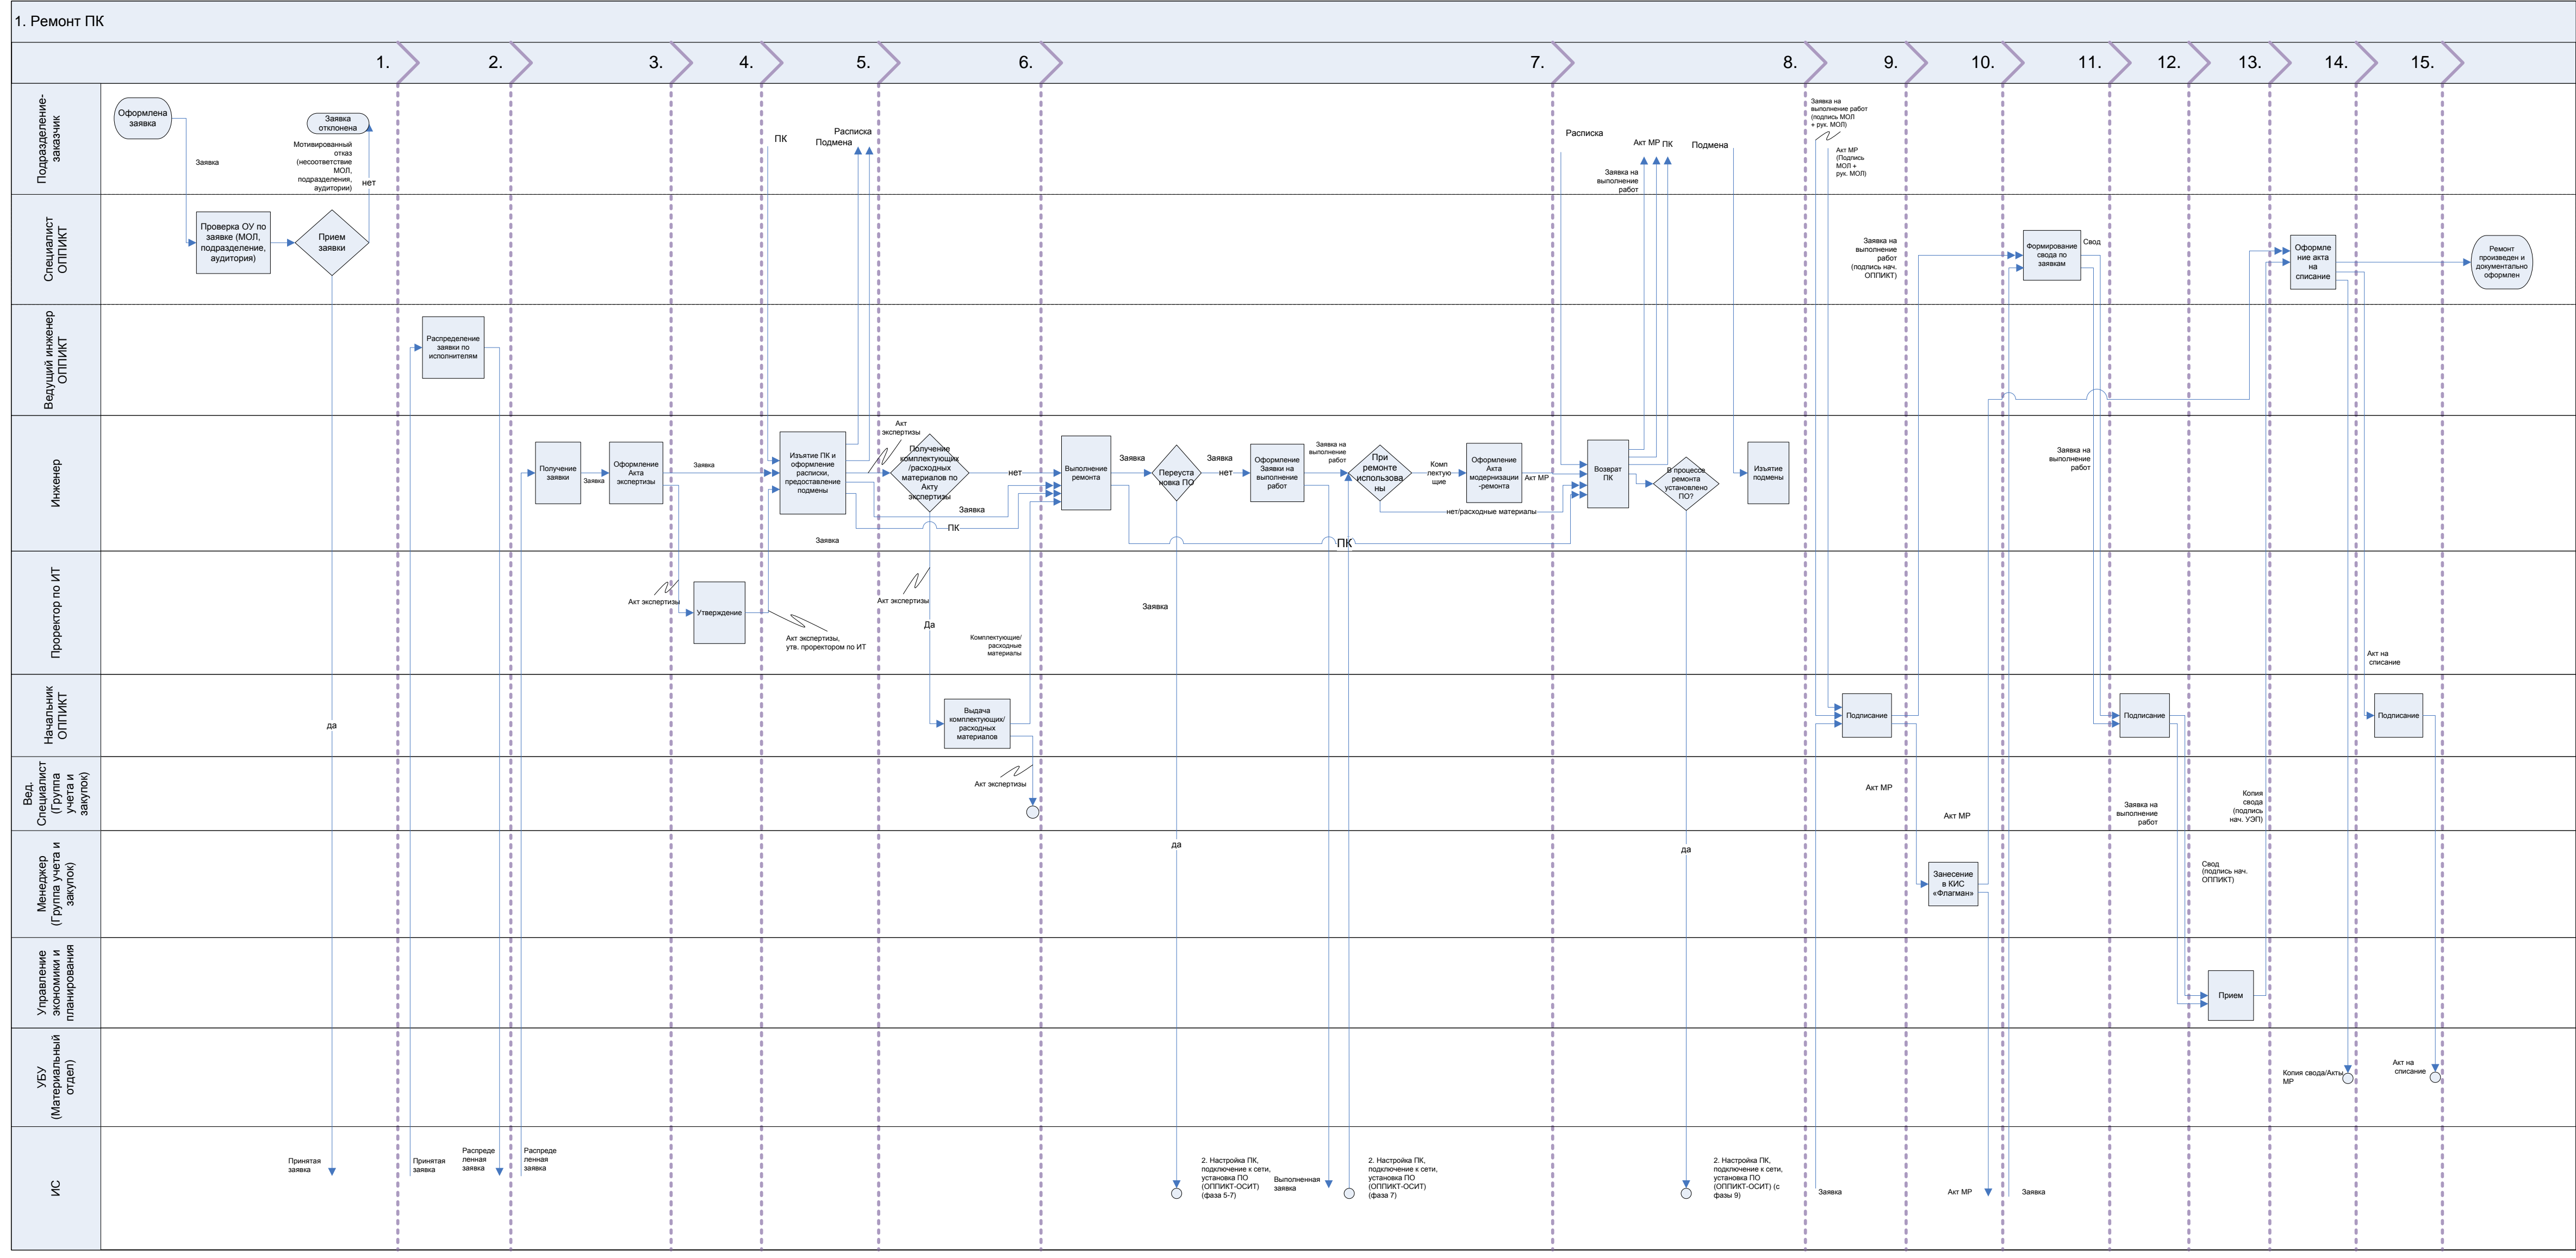 1. Ремонт ПК
1.
2.
3.
4.
5.
6.
7.
8.
9.
10.
11.
12.
13.
14.
15.
Подразделение-
заказчик
Оформлена
заявка
Заявка
Заявка
отклонена
Мотивированный
отказ
(несоответствие
МОЛ,
подразделения,
аудитории)
нет
ПК
Расписка
Подмена
Расписка
Заявка на
выполнение
работ
Акт МР
ПК
Подмена
Заявка на
выполнение работ
(подпись МОЛ
+ рук. МОЛ)
Акт МР
(Подпись
МОЛ +
рук. МОЛ)
Специалист
ОППИКТ
Проверка ОУ по
заявке (МОЛ,
подразделение,
аудитория)
Прием
заявки
Заявка на
выполнение
работ
(подпись нач.
ОППИКТ)
Формирование
свода по
заявкам
Свод
Оформле
ние акта
на
списание
Ремонт
произведен и
документально
оформлен
Ведущий инженер
ОППИКТ
Распределение
заявки по
исполнителям
Инженер
Получение
заявки
Заявка
Оформление
Акта
экспертизы
Заявка
Изъятие ПК и
оформление
расписки,
предоставление
подмены
Заявка
Акт
экспертизы
Получение
комплектующих
/расходных
материалов по
Акту
экспертизы
нет
Заявка
ПК
Выполнение
ремонта
Заявка
Переуста
новка ПО
Заявка
нет
Оформление
Заявки на
выполнение
работ
Заявка на
выполнение
работ
При
ремонте
использова
ны
Комп
лектую
щие
нет/расходные материалы
ПК
Оформление
Акта
модернизации
-ремонта
Акт МР
Возврат
ПК
В процессе
ремонта
установлено
ПО?
Изъятие
подмены
Заявка на
выполнение
работ
Проректор по ИТ
Акт экспертизы
Утверждение
Акт экспертизы,
утв. проректором по ИТ
Акт экспертизы
Да
Комплектующие/
расходные
материалы
Заявка
Акт на
списание
Начальник
ОППИКТ
да
Выдача
комплектующих/
расходных
материалов
Подписание
Подписание
Подписание
Вед.
Специалист
(Группа
учета и
закупок)
Акт экспертизы
Акт МР
Акт МР
Заявка на
выполнение
работ
Копия
свода
(подпись
нач. УЭП)
Менеджер
(Группа учета и
закупок)
да
да
Занесение
в КИС
«Флагман»
Свод
(подпись нач.
ОППИКТ)
Управление
экономики и
планирования
Прием
УБУ
(Материальный
отдел)
Копия свода/Акты
МР
Акт на
списание
ИС
Принятая
заявка
Принятая
заявка
Распреде
ленная
заявка
Распреде
ленная
заявка
2. Настройка ПК,
подключение к сети,
установка ПО
(ОППИКТ-ОСИТ)
(фаза 5-7)
Выполненная
заявка
2. Настройка ПК,
подключение к сети,
установка ПО
(ОППИКТ-ОСИТ)
(фаза 7)
2. Настройка ПК,
подключение к сети,
установка ПО
(ОППИКТ-ОСИТ) (с
фазы 9)
Заявка
Акт МР
Заявка